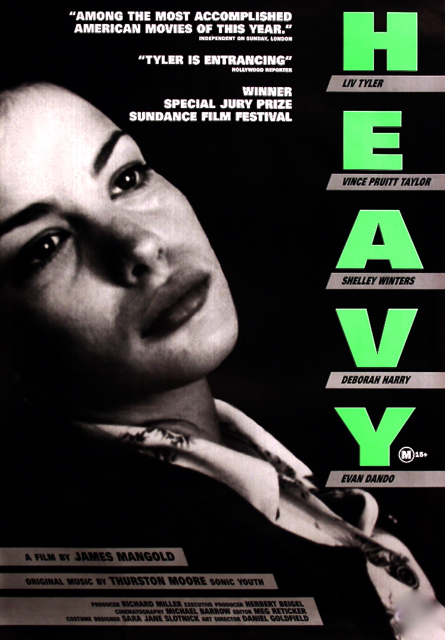 "AMONG THE MOST ACCOMPLISHED
AMERICAN MOVIES OF THIS YEAR."
INDEPENDENT ON SUNDAY, LONDON
"TYLER IS ENTRANCING"
HOLLYWOOD REPORTER
WINNER
SPECIAL JURY PRIZE
SUNDANCE FILM FESTIVAL
H
LIV TYLER
E
VINCE PRUITT TAYLOR
A
SHELLEY WINTERS
V
DEBORAH HARRY
Y
M 15+
EVAN DANDO
A FILM BY JAMES MANGOLD
ORIGINAL MUSIC BY THURSTON MOORE SONIC YOUTH
PRODUCER RICHARD MILLER EXECUTIVE PRODUCER HERBERT BEIGEL
CINEMATOGRAPHY MICHAEL BARROW EDITOR MEG RETICKER
COSTUME DESIGNER SARA JANE SLOTNICK ART DIRECTOR DANIEL GOLDFIELD